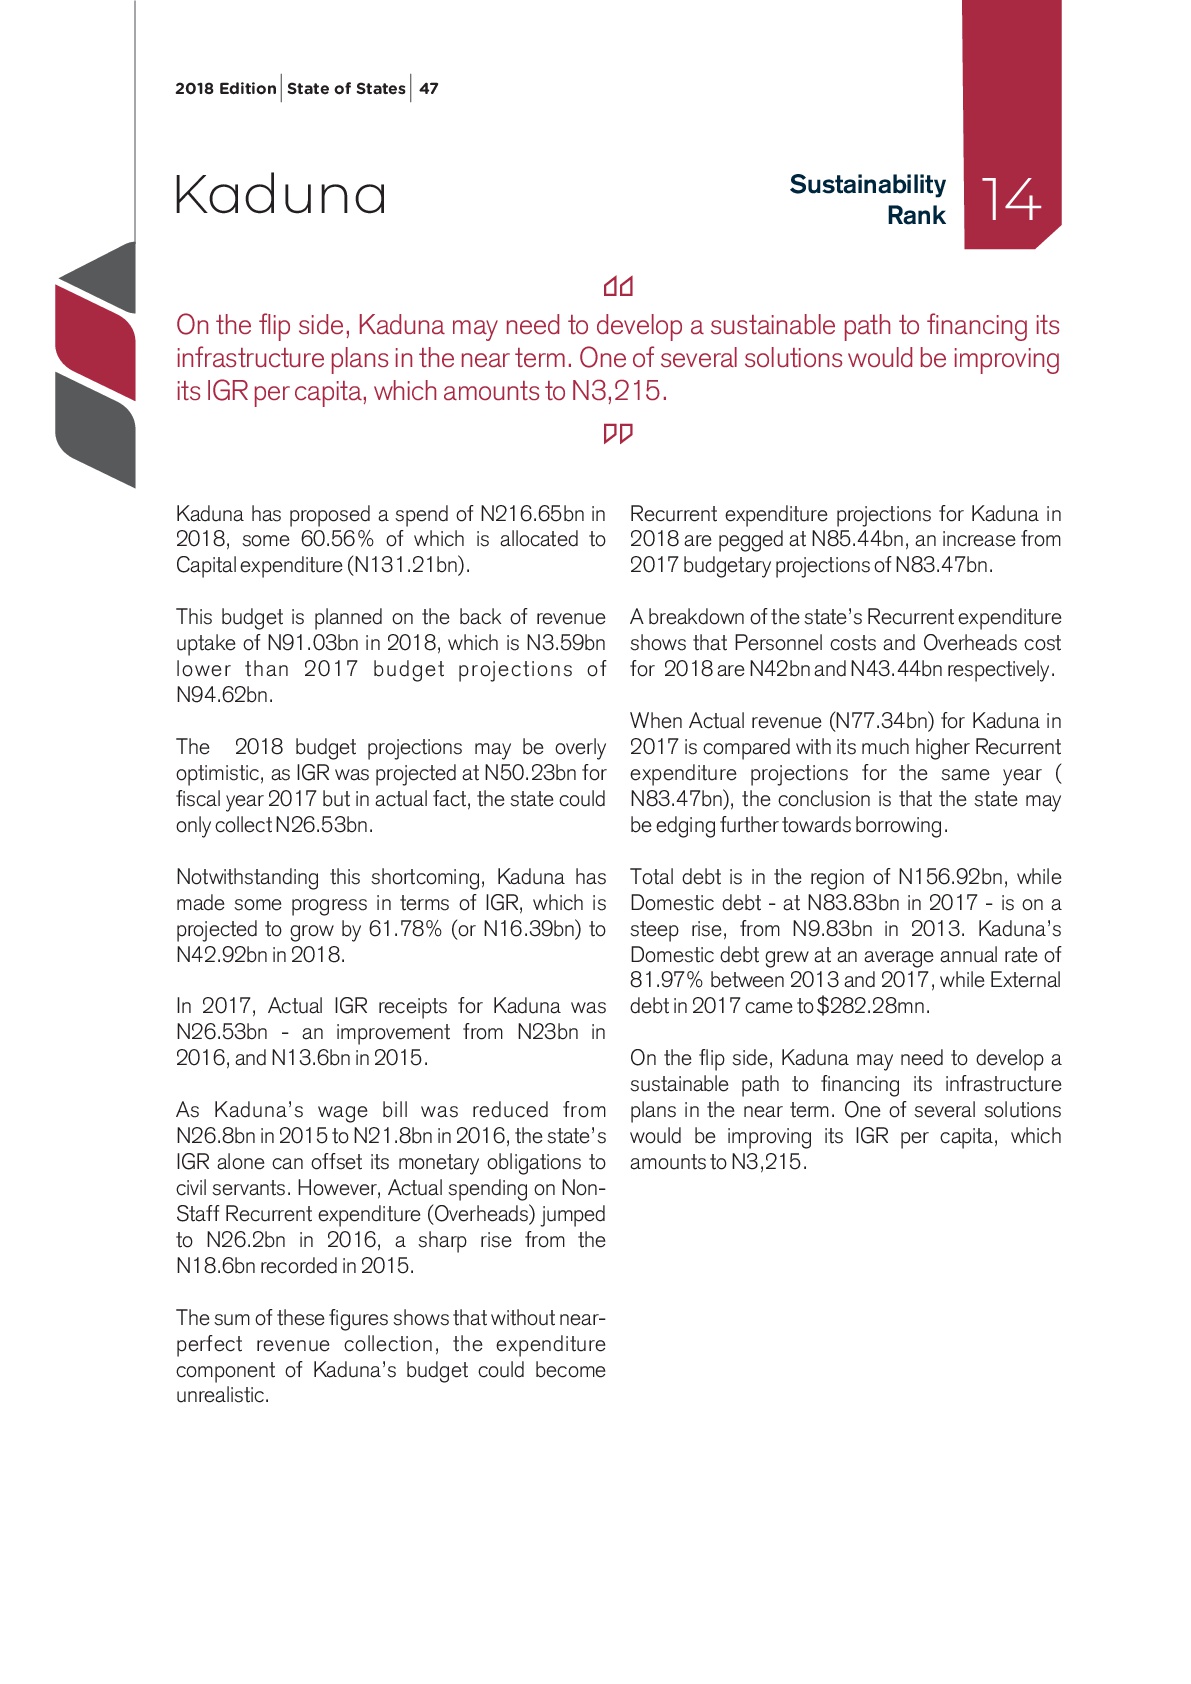 2018 Edition State of States 47
Kaduna
Sustainability
Rank
14
On the flip side, Kaduna may need to develop a sustainable path to financing its
infrastructure plans in the near term. One of several solutions would be improving
its IGR per capita, which amounts to N3,215.
Kaduna has proposed a spend of N216.65bn in
2018, some 60.56% of which is allocated to
Capital expenditure (N131.21bn).
This budget is planned on the back of revenue
uptake of N91.03bn in 2018, which is N3.59bn
lower than 2017 budget projections of
N94.62bn.
The 2018 budget projections may be overly
optimistic, as IGR was projected at N50.23bn for
fiscal year 2017 but in actual fact, the state could
only collect N26.53bn.
Notwithstanding this shortcoming, Kaduna has
made some progress in terms of IGR, which is
projected to grow by 61.78% (or N16.39bn) to
N42.92bn in 2018.
In 2017, Actual IGR receipts for Kaduna was
N26.53bn - an improvement from N23bn in
2016, and N13.6bn in 2015.
As Kaduna's wage bill was reduced from
N26.8bn in 2015 to N21.8bn in 2016, the state's
IGR alone can offset its monetary obligations to
civil servants. However, Actual spending on Non-
Staff Recurrent expenditure (Overheads) jumped
to N26.2bn in 2016, a sharp rise from the
N18.6bn recorded in 2015.
The sum of these figures shows that without near-
perfect revenue collection, the expenditure
component of Kaduna's budget could become
unrealistic.
Recurrent expenditure projections for Kaduna in
2018 are pegged at N85.44bn, an increase from
2017 budgetary projections of N83.47bn.
A breakdown of the state's Recurrent expenditure
shows that Personnel costs and Overheads cost
for 2018 are N42bn and N43.44bn respectively.
When Actual revenue (N77.34bn) for Kaduna in
2017 is compared with its much higher Recurrent
expenditure projections for the same year (
N83.47bn), the conclusion is that the state may
be edging further towards borrowing.
Total debt is in the region of N156.92bn, while
Domestic debt - at N83.83bn in 2017 - is on a
steep rise, from N9.83bn in 2013. Kaduna's
Domestic debt grew at an average annual rate of
81.97% between 2013 and 2017, while External
debt in 2017 came to $282.28mn.
On the flip side, Kaduna may need to develop a
sustainable path to financing its infrastructure
plans in the near term. One of several solutions
would be improving its IGR per capita, which
amounts to N3,215.